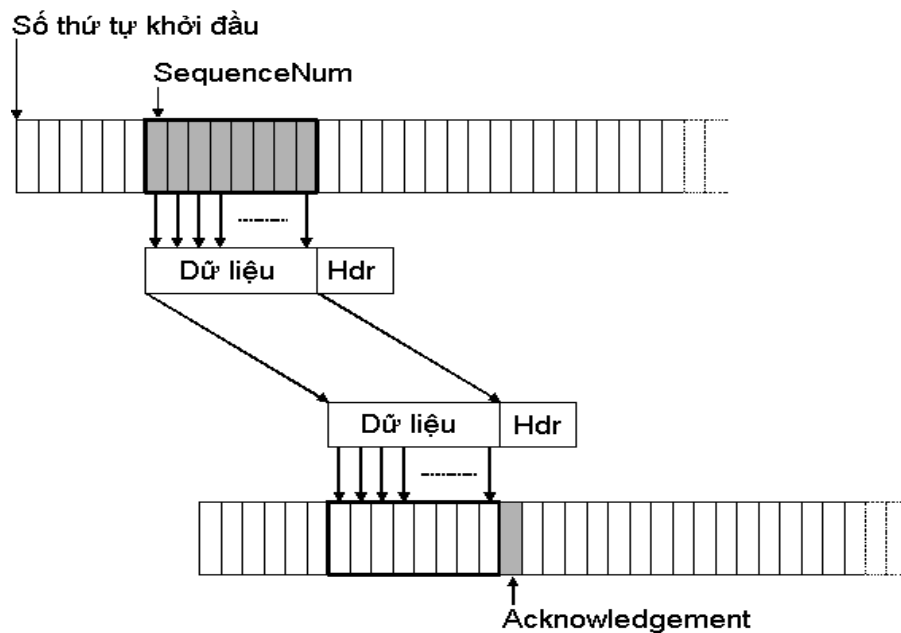 Số thứ tự khởi đầu
SequenceNum
Dữ liệu Hdr
Dữ liệu Hdr
Acknowledgement